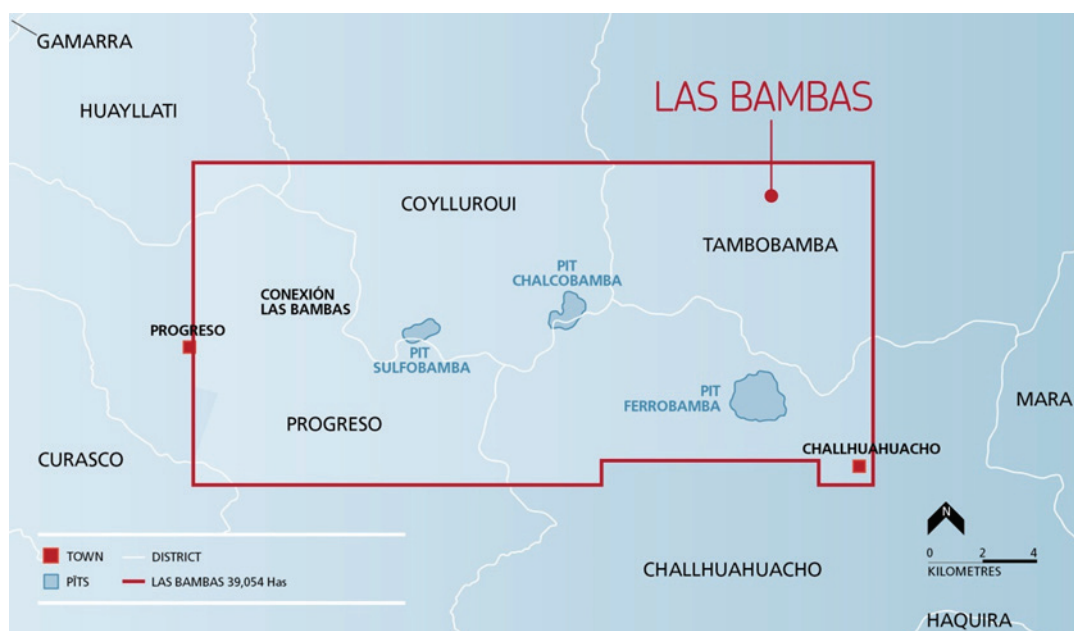 GAMARRA
HUAYLLATI
LAS BAMBAS
COYLLUROUI
TAMBOBAMBA
PIT
CHALCOBAMBA
CONEXIÓN
LAS BAMBAS
PROGRESO
PIT
SULFOBAMBA
PIT
FERROBAMBA
MARA
PROGRESO
CURASCO
CHALLHUAHUACHO
N
TOWN
DISTRICT
PÌTS
LAS BAMBAS 39,054 Has
CHALLHUAHUACHO
0 2 4
KILOMETRES
HAQUIRA